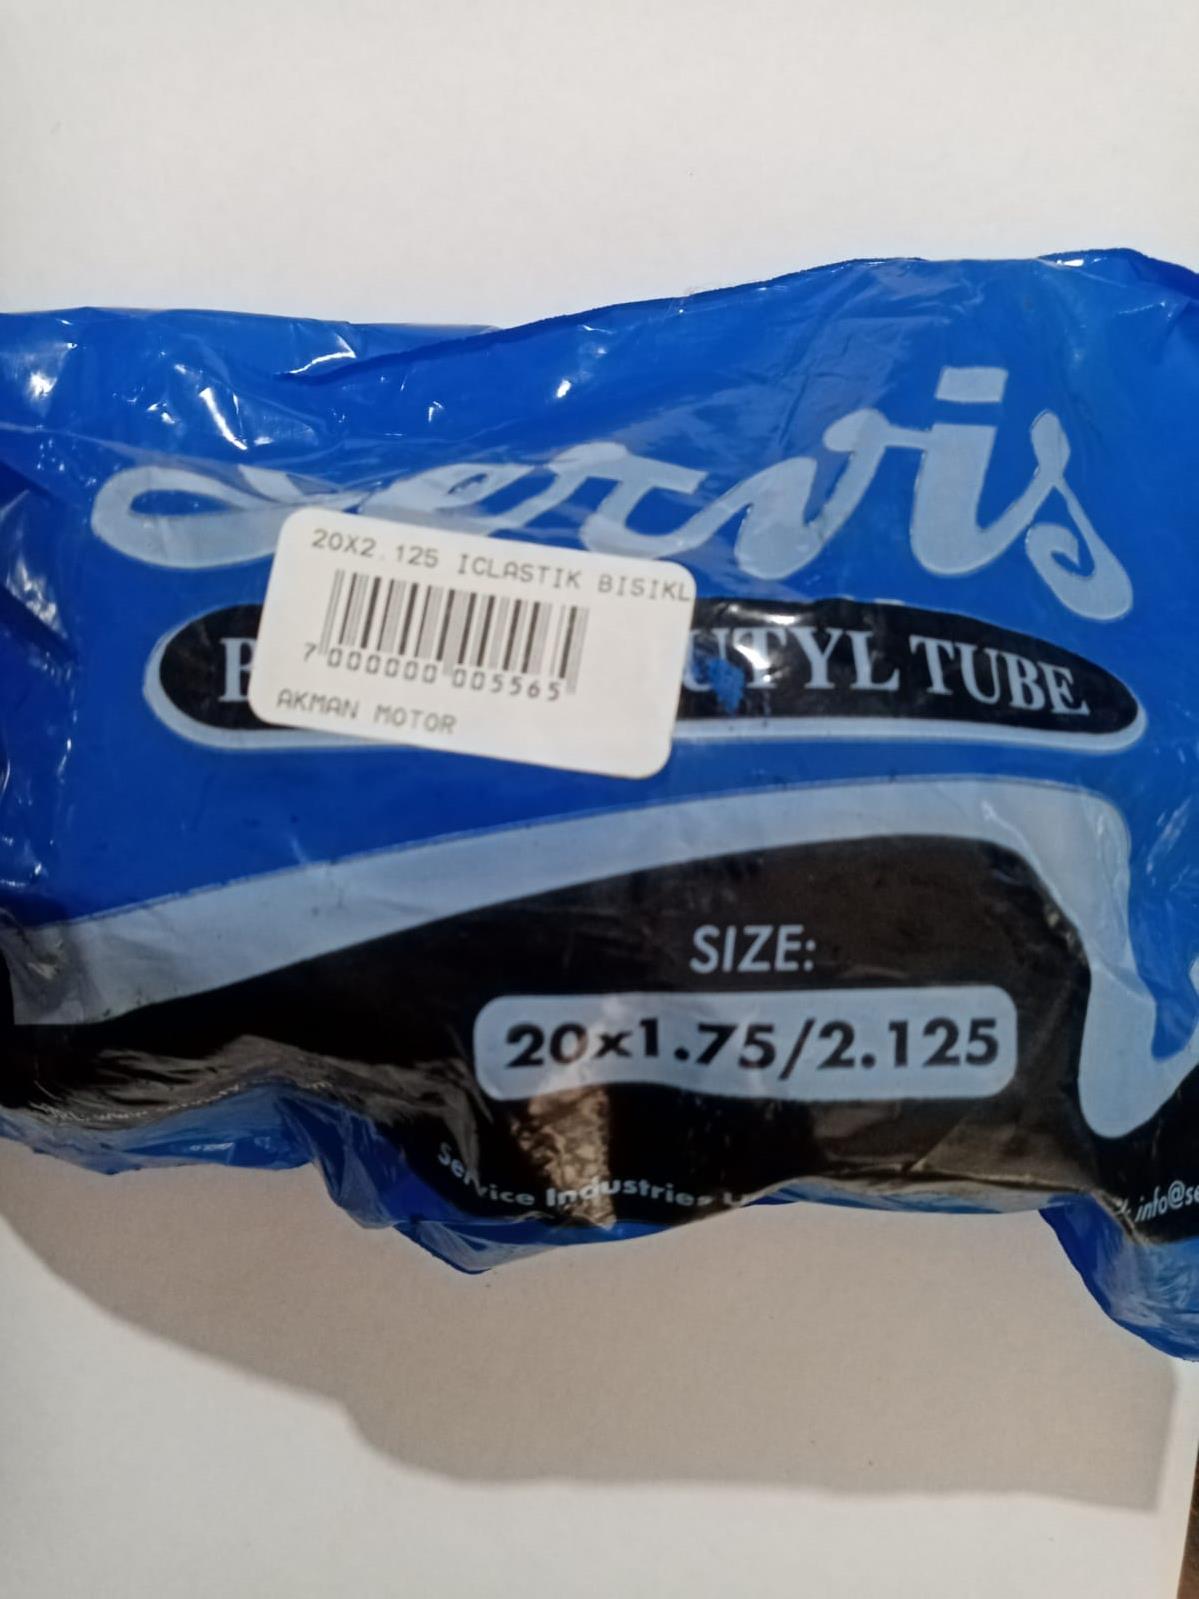 Servis
20X2.125 ICLASTIK BISIKL
7 000000 005565
AKMAN MOTOR
UTYL TUBE
SIZE:
20x1.75/2.125
Service Industries
info@se